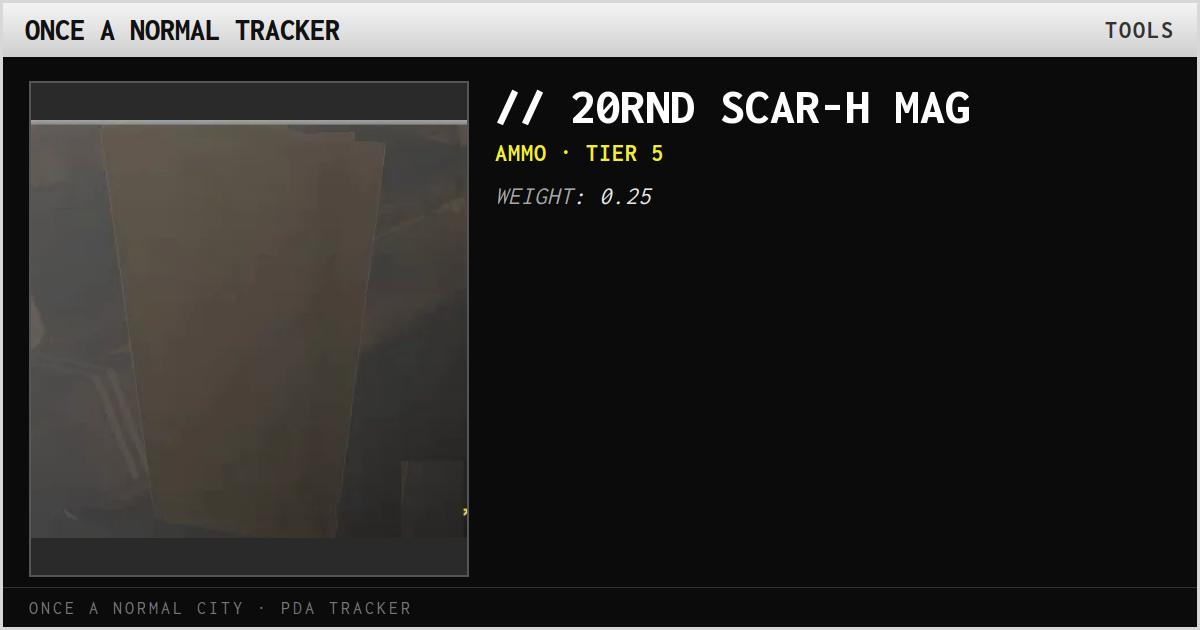 ONCE A NORMAL TRACKER
TOOLS
// 20RND SCAR-H MAG
AMMO · TIER 5
WEIGHT: 0.25
ONCE A NORMAL CITY · PDA TRACKER